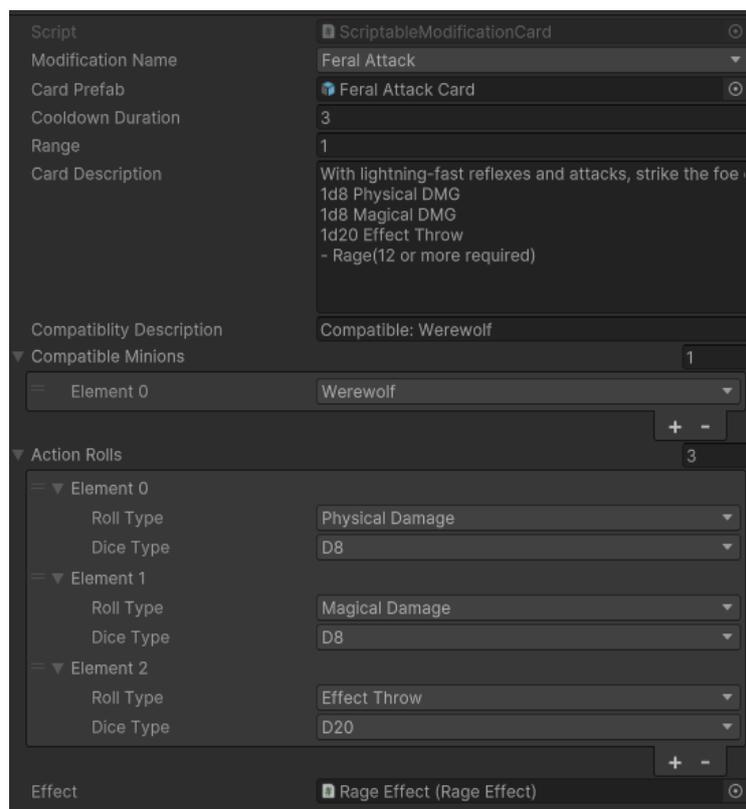 Script ScriptableModificationCard
Modification Name Feral Attack
Card Prefab Feral Attack Card
Cooldown Duration 3
Range 1
Card Description With lightning-fast reflexes and attacks, strike the foe
1d8 Physical DMG
1d8 Magical DMG
1d20 Effect Throw
- Rage(12 or more required)
Compatiblity Description Compatible: Werewolf
Compatible Minions 1
Element 0 Werewolf
+ -
Action Rolls 3
Element 0
Roll Type Physical Damage
Dice Type D8
Element 1
Roll Type Magical Damage
Dice Type D8
Element 2
Roll Type Effect Throw
Dice Type D20
+ -
Effect Rage Effect (Rage Effect)